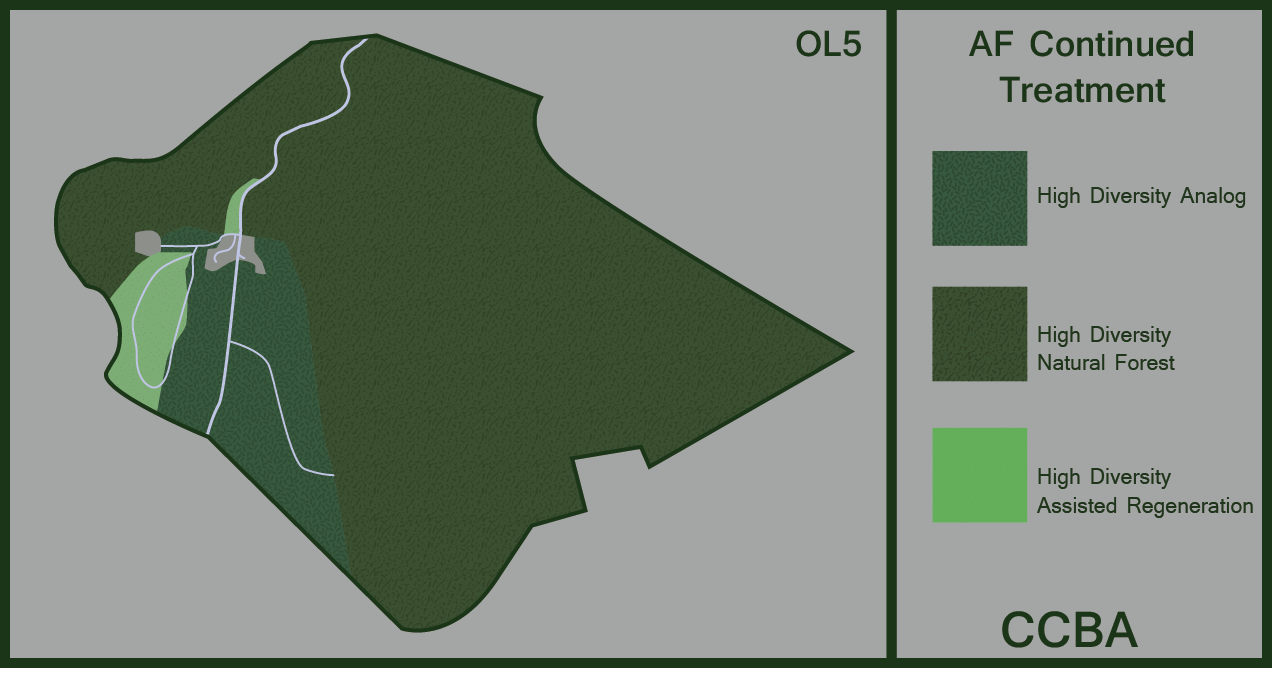 OL5
AF Continued
Treatment
High Diversity Analog
High Diversity
Natural Forest
High Diversity
Assisted Regeneration
CCBA